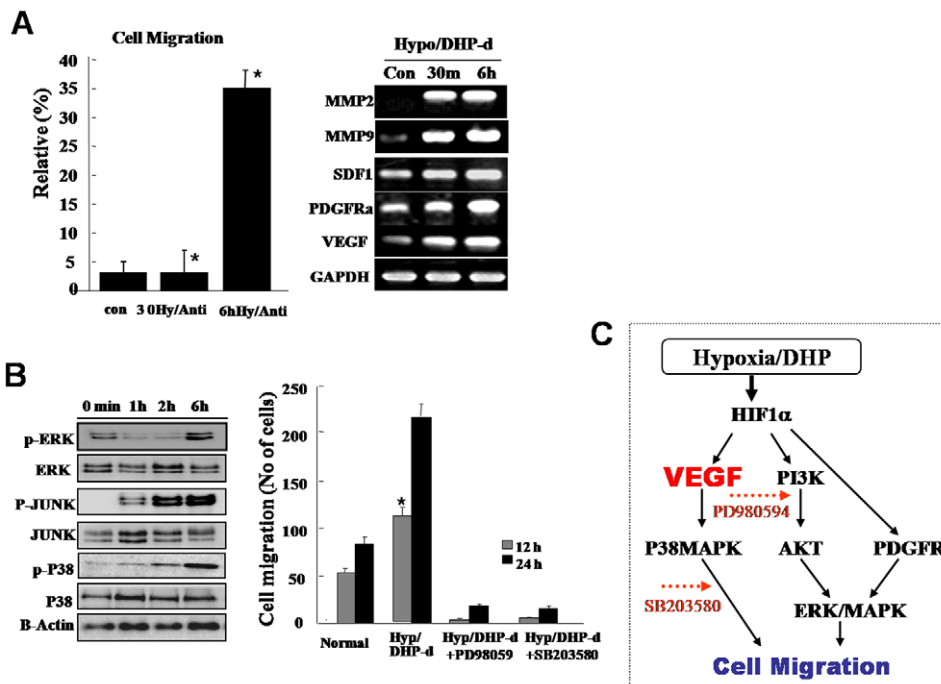 A
Cell Migration
Relative (%)
40
35
30
25
20
15
10
5
0
*
*
con 3 0Hy/Anti 6hHy/Anti
Hypo/DHP-d
Con 30m 6h
MMP2
MMP9
SDF1
PDGFRa
VEGF
GAPDH
B
0 min 1h 2h 6h
p-ERK
ERK
P-JUNK
JUNK
p-P38
P38
B-Actin
Cell migration (No of cells)
250
200
150
100
50
0
*
12 h
24 h
Normal Hyp/ Hyp/DHP-d Hyp/DHP-d
DHP-d +PD98059 +SB203580
C
Hypoxia/DHP
HIF1α
VEGF PI3K
PD980594
P38MAPK AKT PDGFR
SB203580
ERK/MAPK
Cell Migration